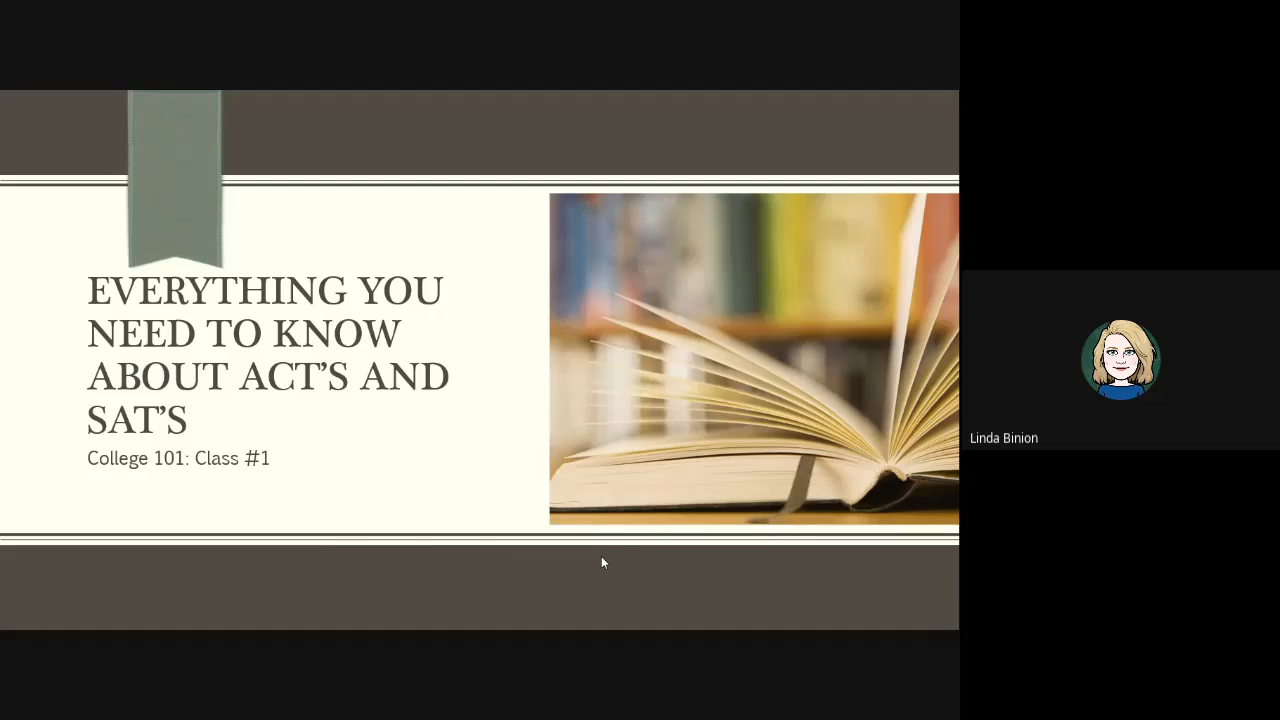 EVERYTHING YOU
NEED TO KNOW
ABOUT ACT’S AND
SAT’S
College 101: Class #1
Linda Binion